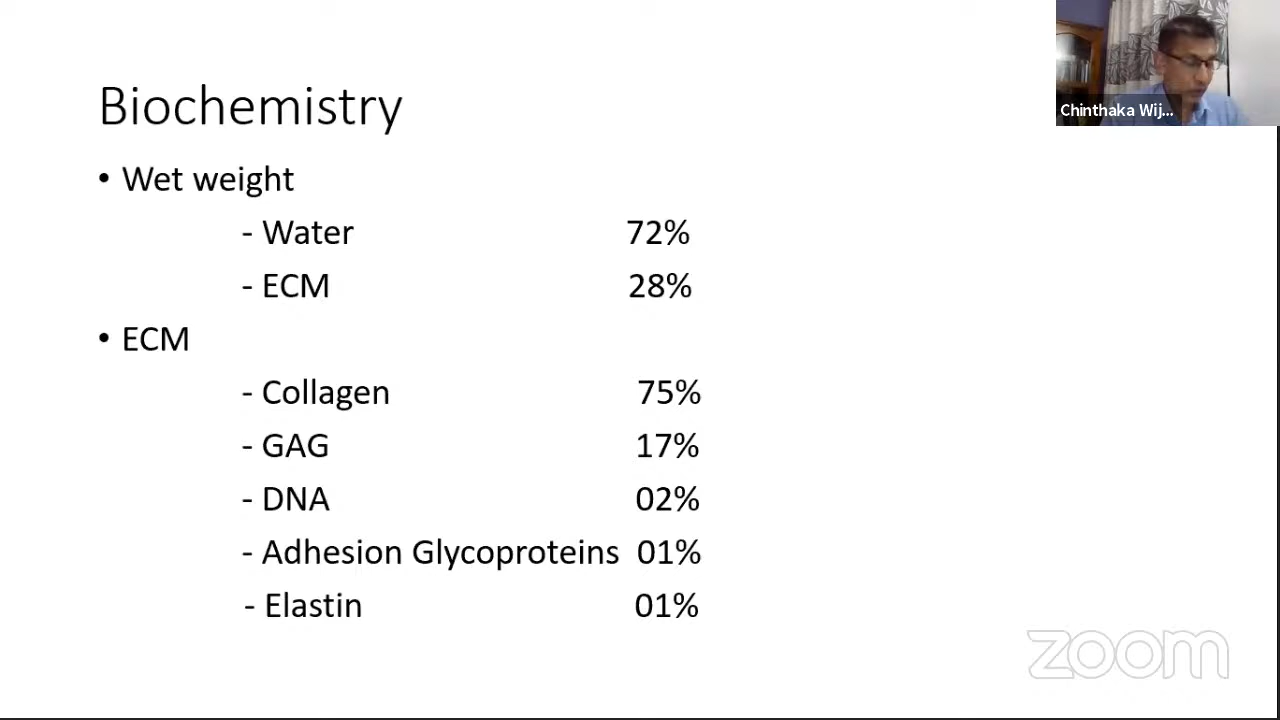 Biochemistry
• Wet weight
- Water 72%
- ECM 28%
• ECM
- Collagen 75%
- GAG 17%
- DNA 02%
- Adhesion Glycoproteins 01%
- Elastin 01%
Chinthaka Wij...
zoom